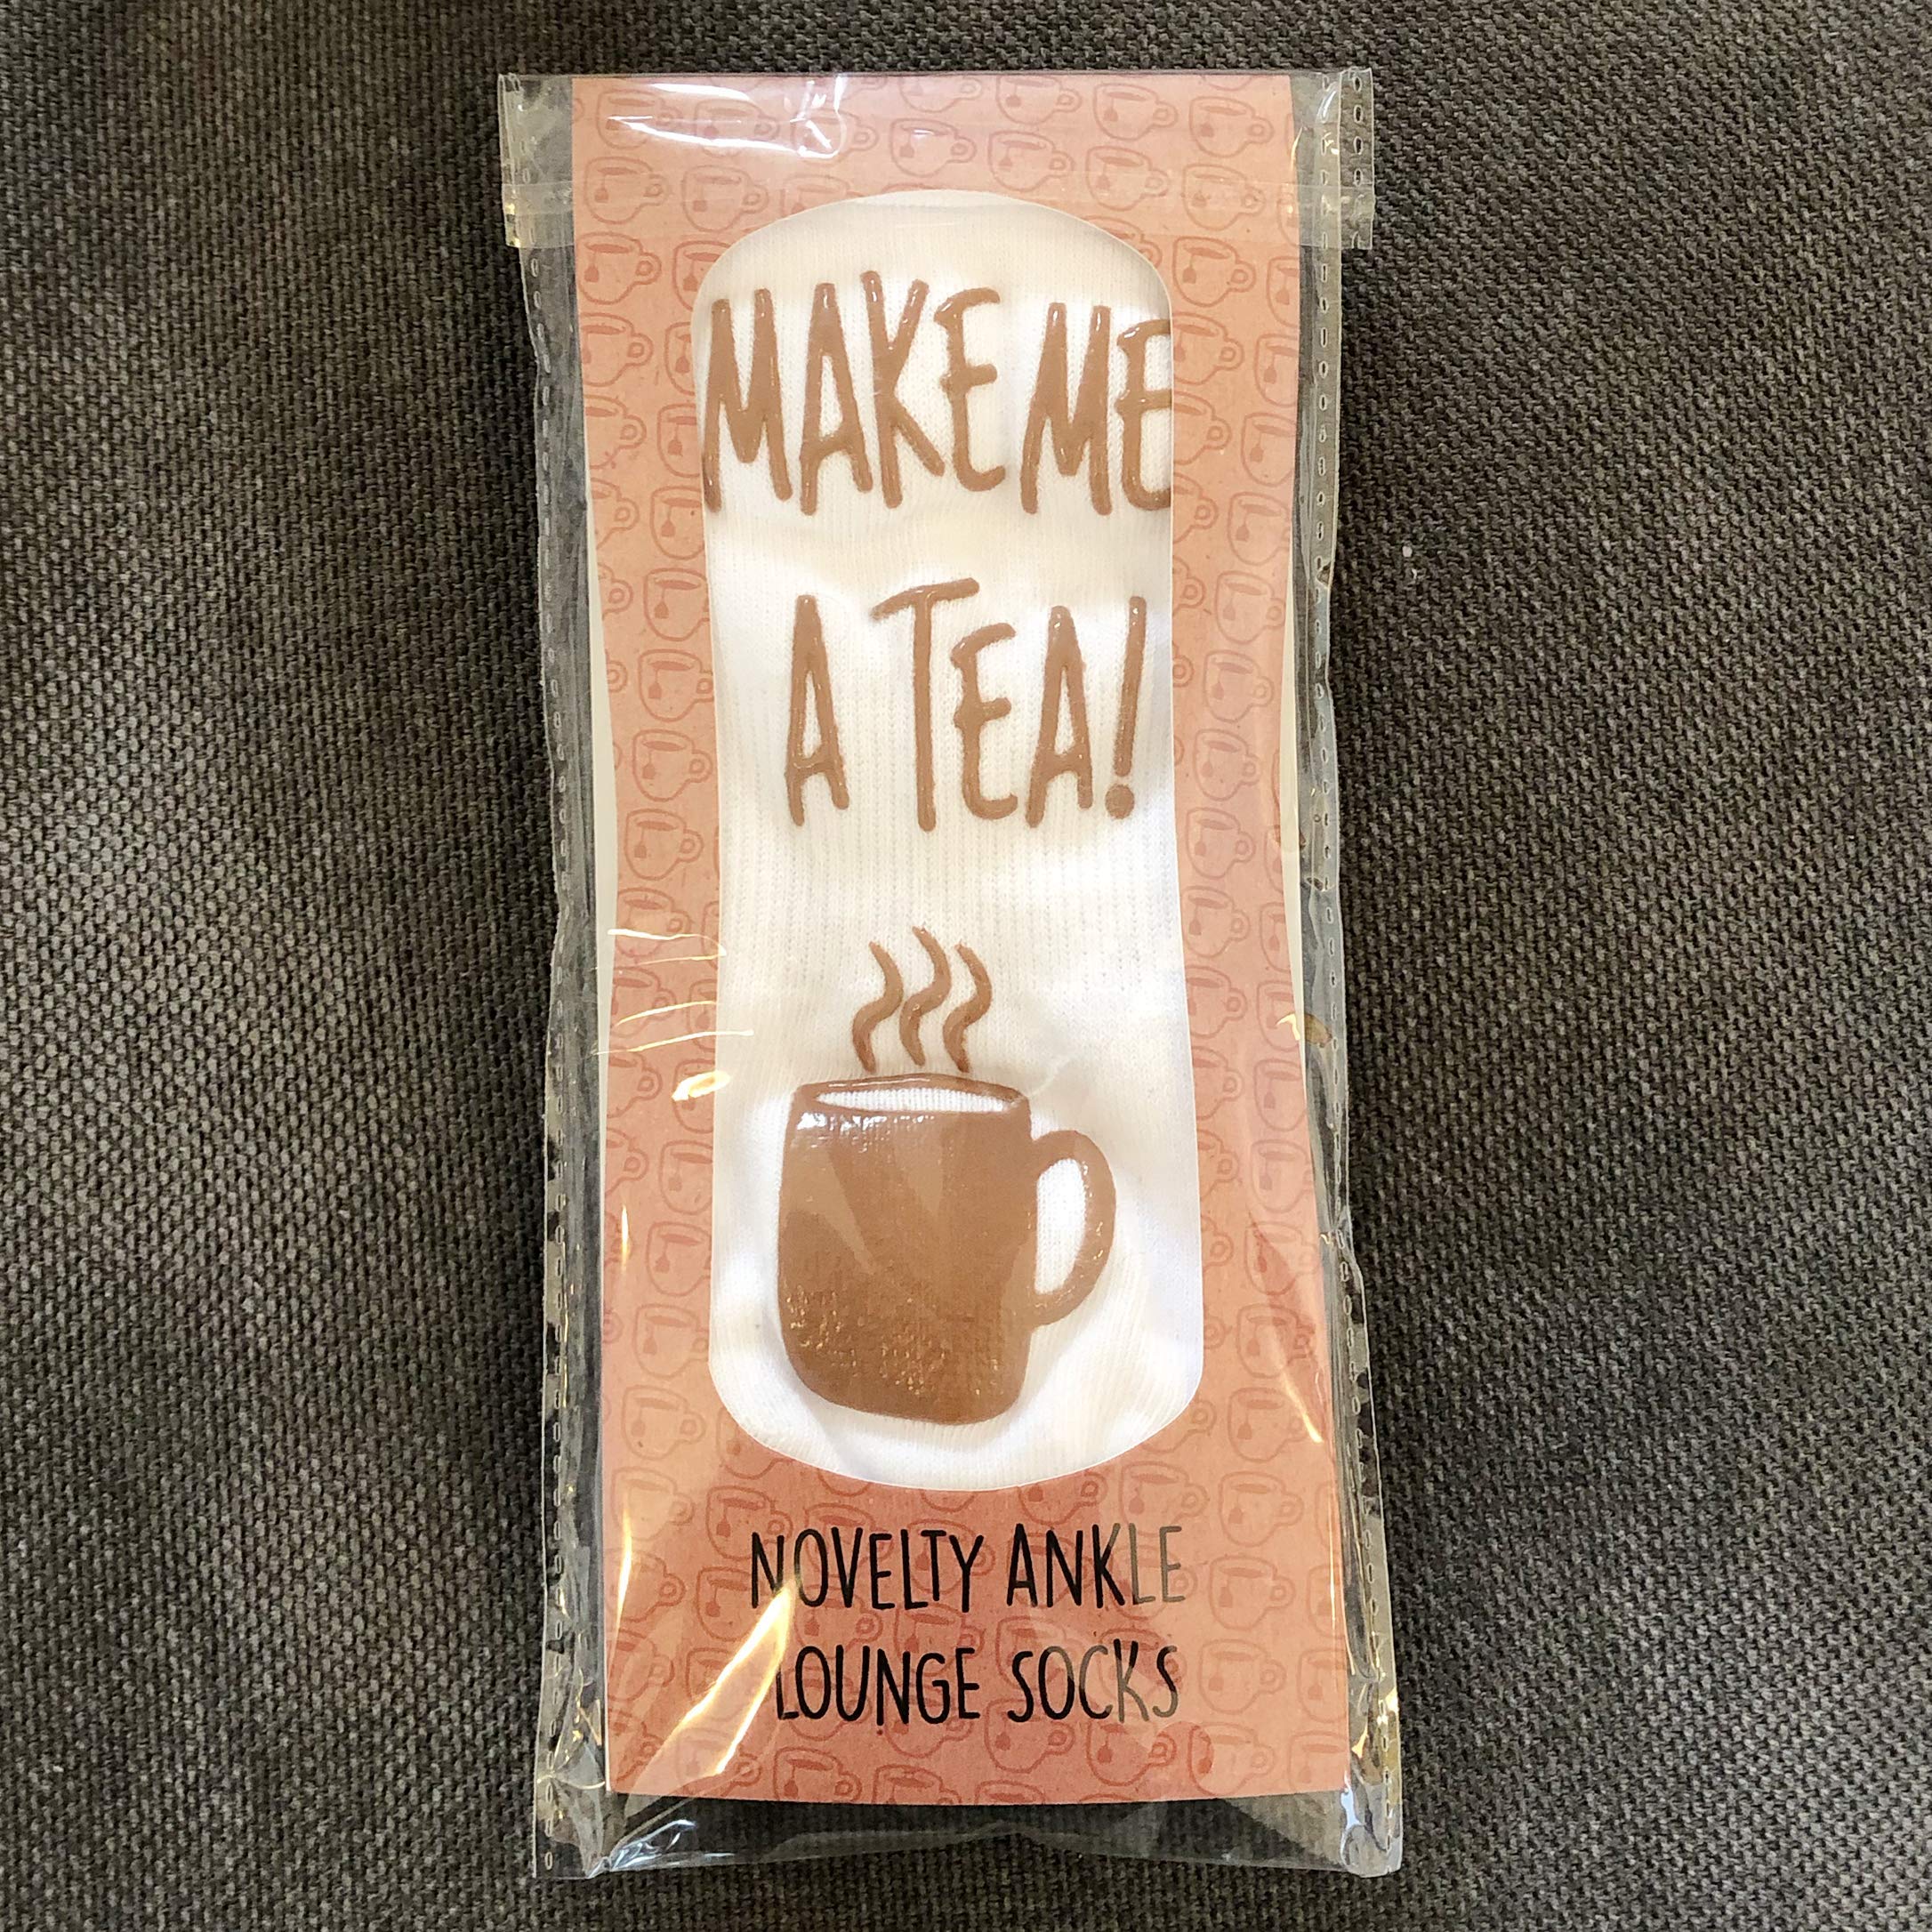 MAKE ME
A TEA!
NOVELTY ANKLE
LOUNGE SOCKS